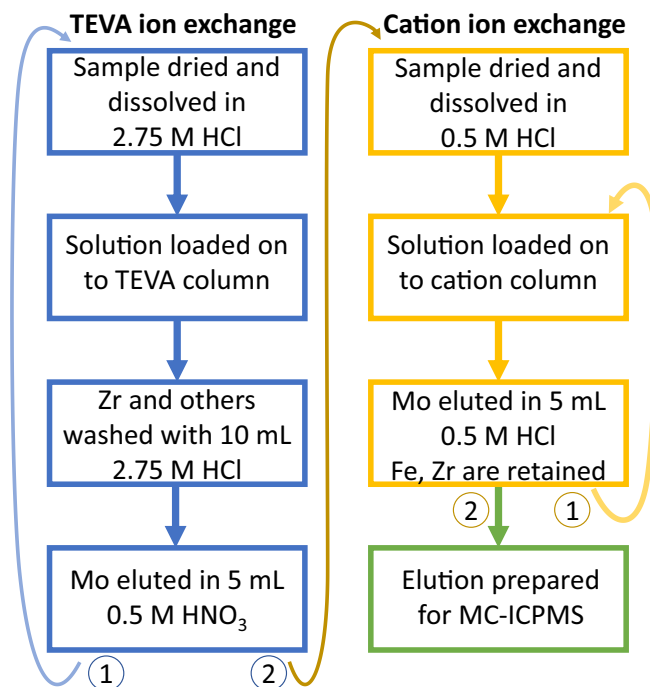 TEVA ion exchange
Sample dried and
dissolved in
2.75 M HCl
Solution loaded on
to TEVA column
Zr and others
washed with 10 mL
2.75 M HCl
Mo eluted in 5 mL
0.5 M HNO₃
1
2
Cation ion exchange
Sample dried and
dissolved in
0.5 M HCl
Solution loaded on
to cation column
Mo eluted in 5 mL
0.5 M HCl
Fe, Zr are retained
2
1
Elution prepared
for MC-ICPMS